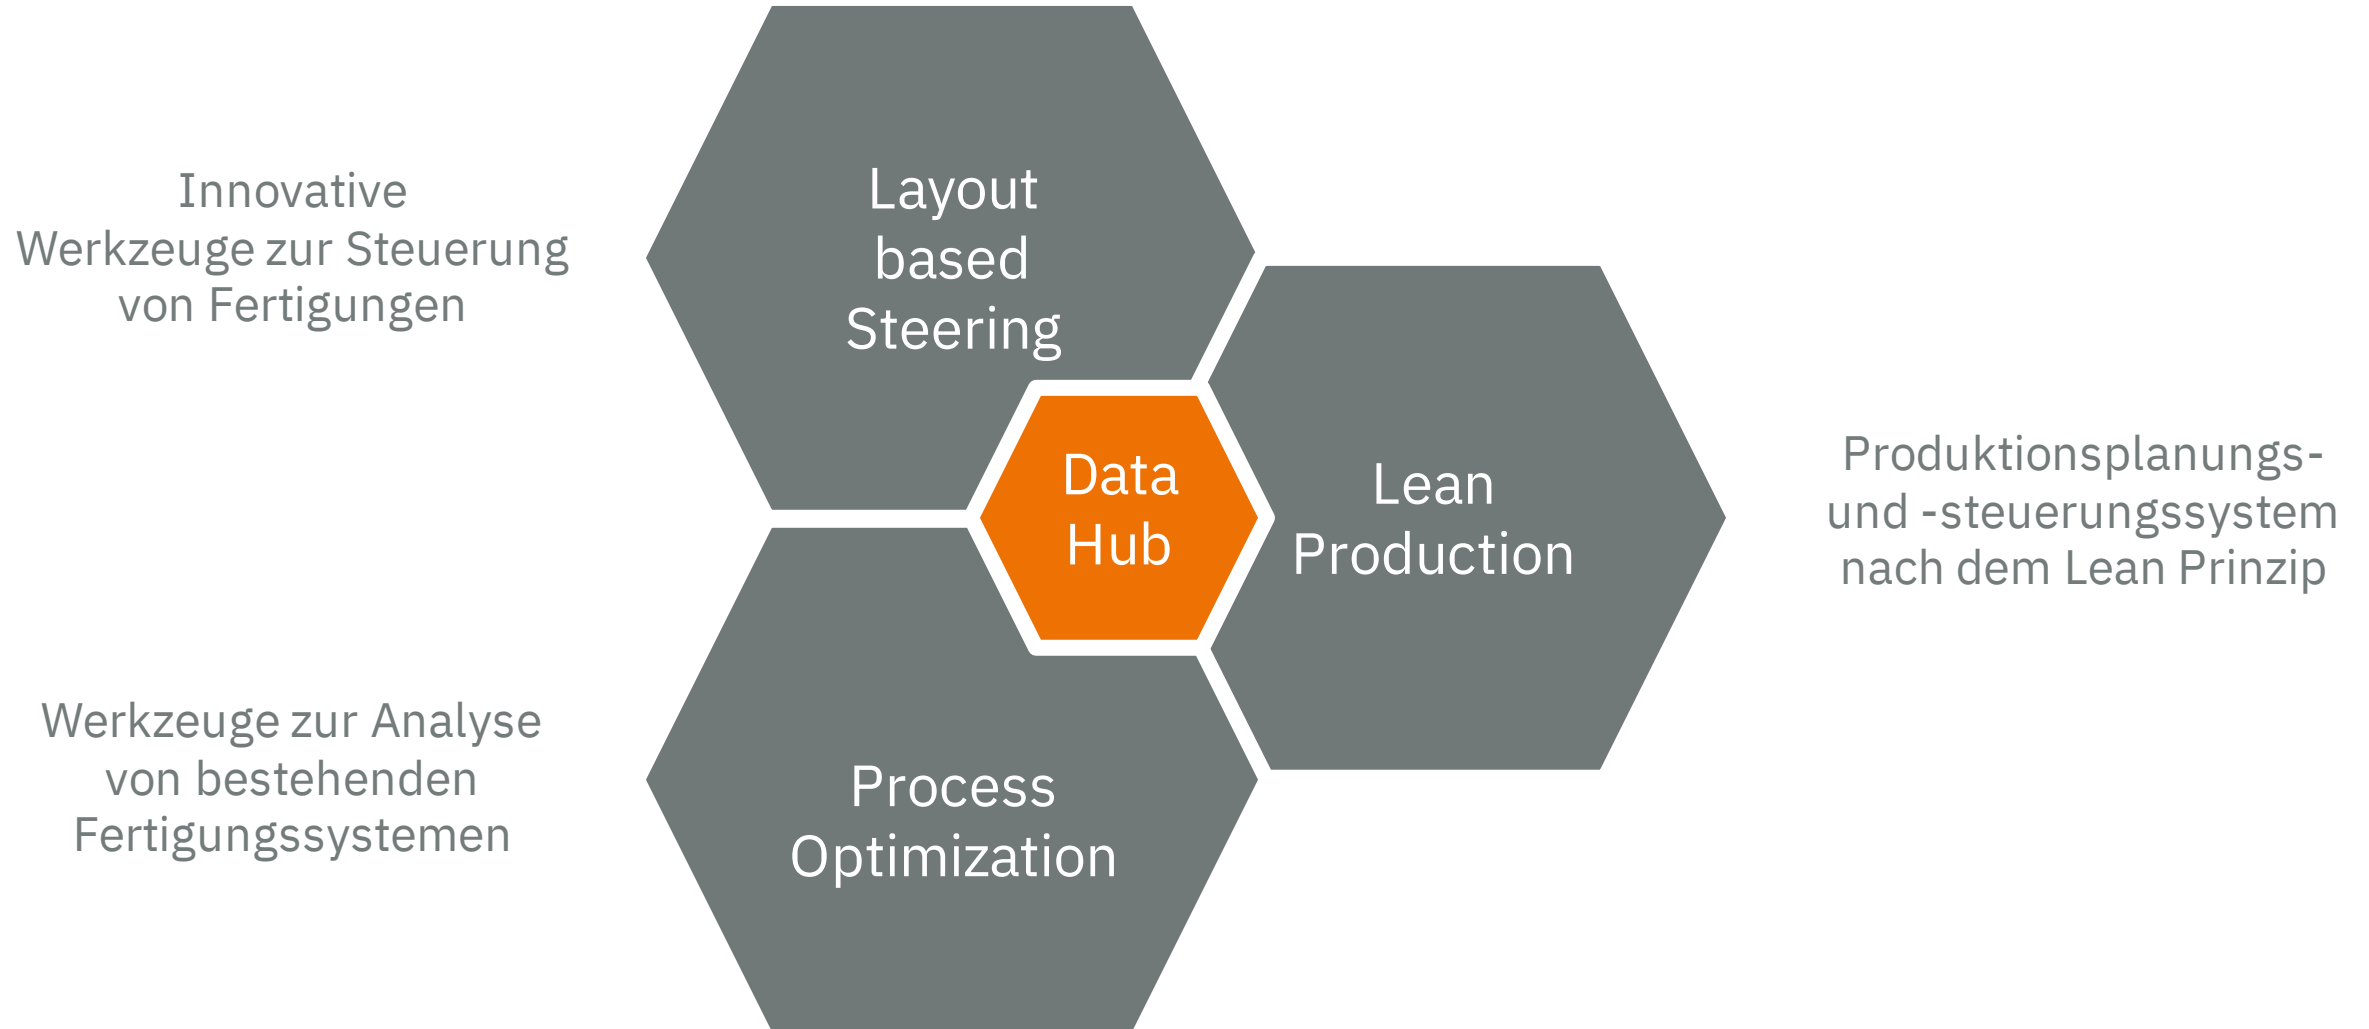 Innovative
Werkzeuge zur Steuerung
von Fertigungen
Layout
based
Steering
Data
Hub
Lean
Production
Produktionsplanungs-
und -steuerungssystem
nach dem Lean Prinzip
Werkzeuge zur Analyse
von bestehenden
Fertigungssystemen
Process
Optimization